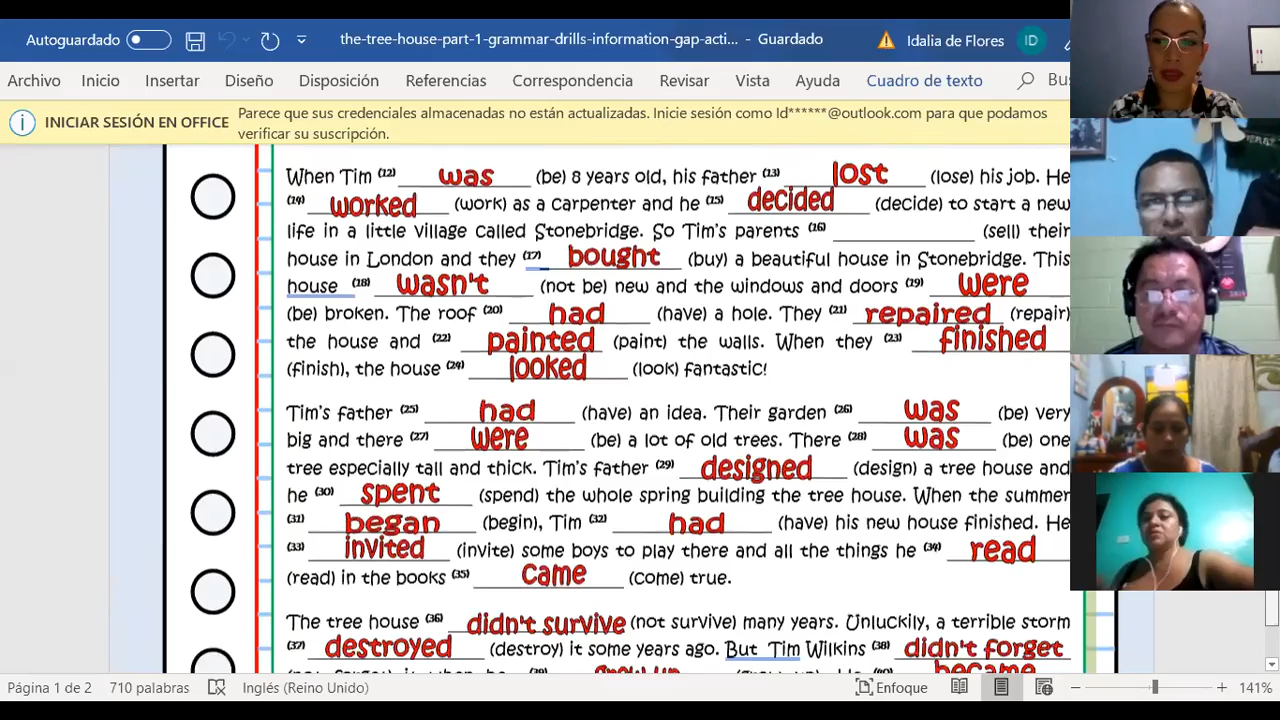 Autoguardado the-tree-house-part-1-grammar-drills-information-gap-acti... - Guardado Idalia de Flores ID
Archivo Inicio Insertar Diseño Disposición Referencias Correspondencia Revisar Vista Ayuda Cuadro de texto Bus
INICIAR SESIÓN EN OFFICE Parece que sus credenciales almacenadas no están actualizadas. Inicie sesión como Id******@outlook.com para que podamos
verificar su suscripción.
When Tim (12) was (be) 8 years old, his father (13) lost (lose) his job. He
(14) worked (work) as a carpenter and he (15) decided (decide) to start a new
life in a little village called Stonebridge. So Tim's parents (16) ____ (sell) their
house in London and they (17) bought (buy) a beautiful house in Stonebridge. This
house (18) wasn't (not be) new and the windows and doors (19) were
(be) broken. The roof (20) had (have) a hole. They (21) repaired (repair)
the house and (22) painted (paint) the walls. When they (23) finished
(finish), the house (24) looked (look) fantastic!
Tim's father (25) had (have) an idea. Their garden (26) was (be) very
big and there (27) were (be) a lot of old trees. There (28) was (be) one
tree especially tall and thick. Tim's father (29) designed (design) a tree house and
he (30) spent (spend) the whole spring building the tree house. When the summer
(31) began (begin), Tim (32) had (have) his new house finished. He
(33) invited (invite) some boys to play there and all the things he (34) read
(read) in the books (35) came (come) true.
The tree house (36) didn't survive (not survive) many years. Unluckily, a terrible storm
(37) destroyed (destroy) it some years ago. But Tim Wilkins (38) didn't forget
became
Página 1 de 2 710 palabras Inglés (Reino Unido) Enfoque 141%